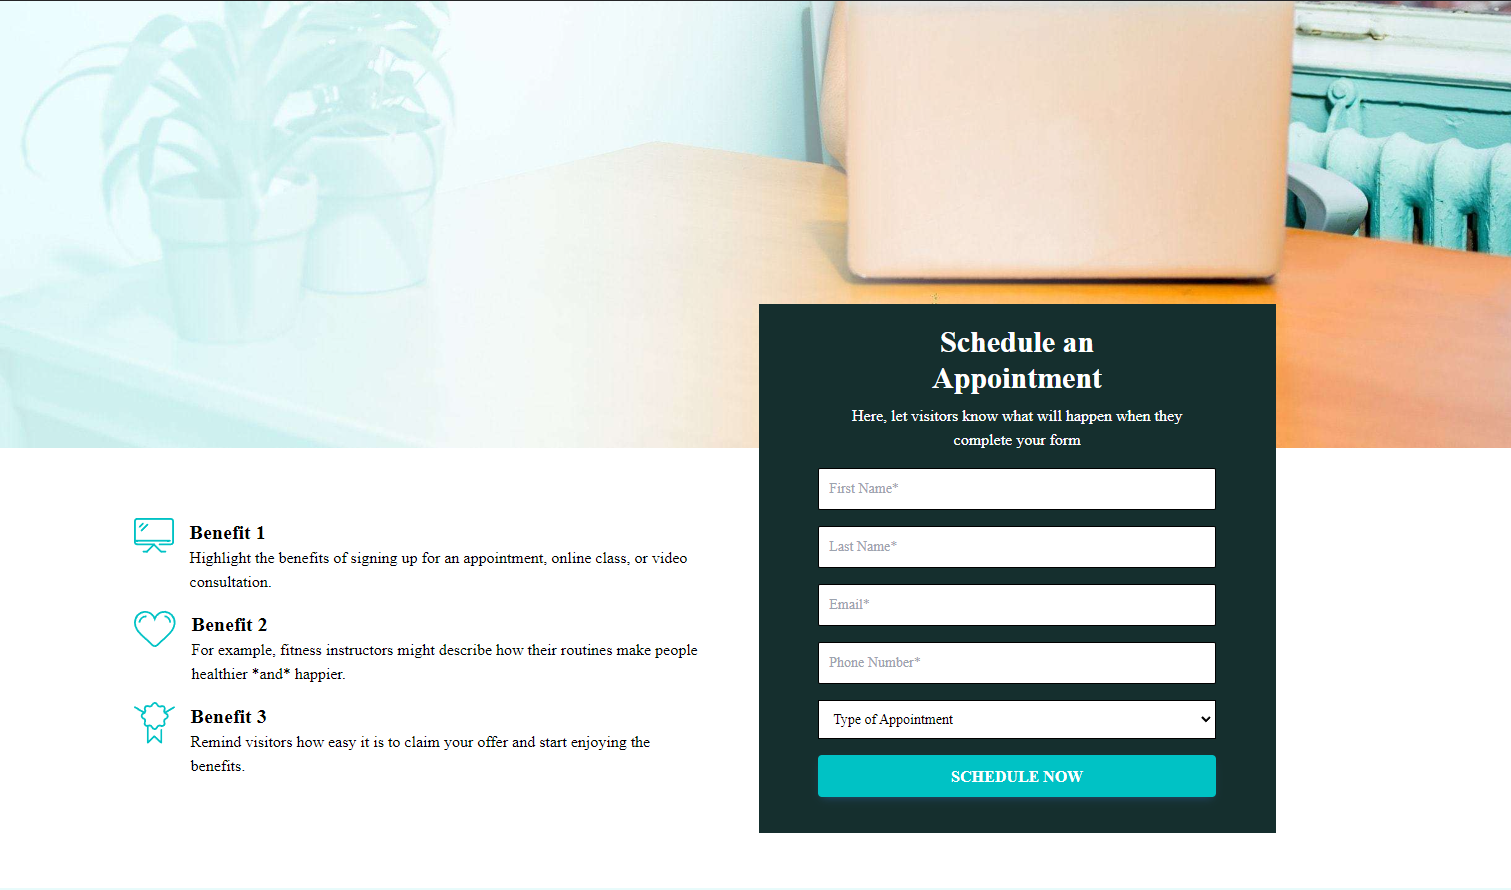 Schedule an
Appointment
Here, let visitors know what will happen when they
complete your form
First Name*
Last Name*
Email*
Phone Number*
Type of Appointment
SCHEDULE NOW
Benefit 1
Highlight the benefits of signing up for an appointment, online class, or video
consultation.
Benefit 2
For example, fitness instructors might describe how their routines make people
healthier *and* happier.
Benefit 3
Remind visitors how easy it is to claim your offer and start enjoying the
benefits.